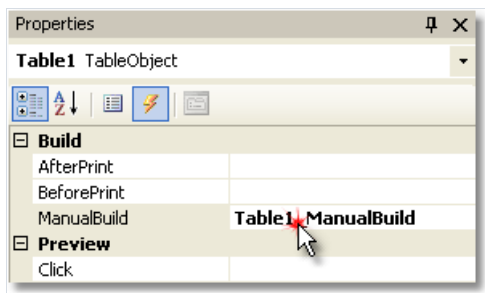 Properties
Table1 TableObject
Build
AfterPrint
BeforePrint
ManualBuild Table1_ManualBuild
Preview
Click